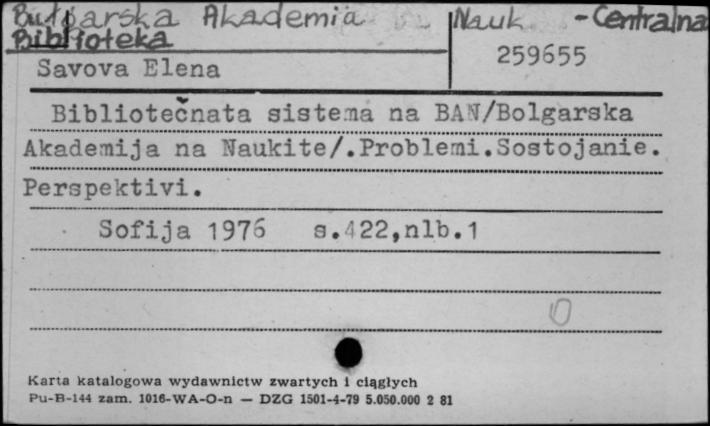 Bułgarska Akademia Nauk - Centralna
Biblioteka
259655
Savova Elena
Bibliotečnata sistema na BAN/Bolgarska
Akademija na Naukite/.Problemi.Sostojanie.
Perspektivi.
Sofija 1976 s.422,nlb.1
0
Karta katalogowa wydawnictw zwartych i ciągłych
Pu-B-144 zam. 1016-WA-O-n — DZG 1501-4-79 5.050.000 2 81